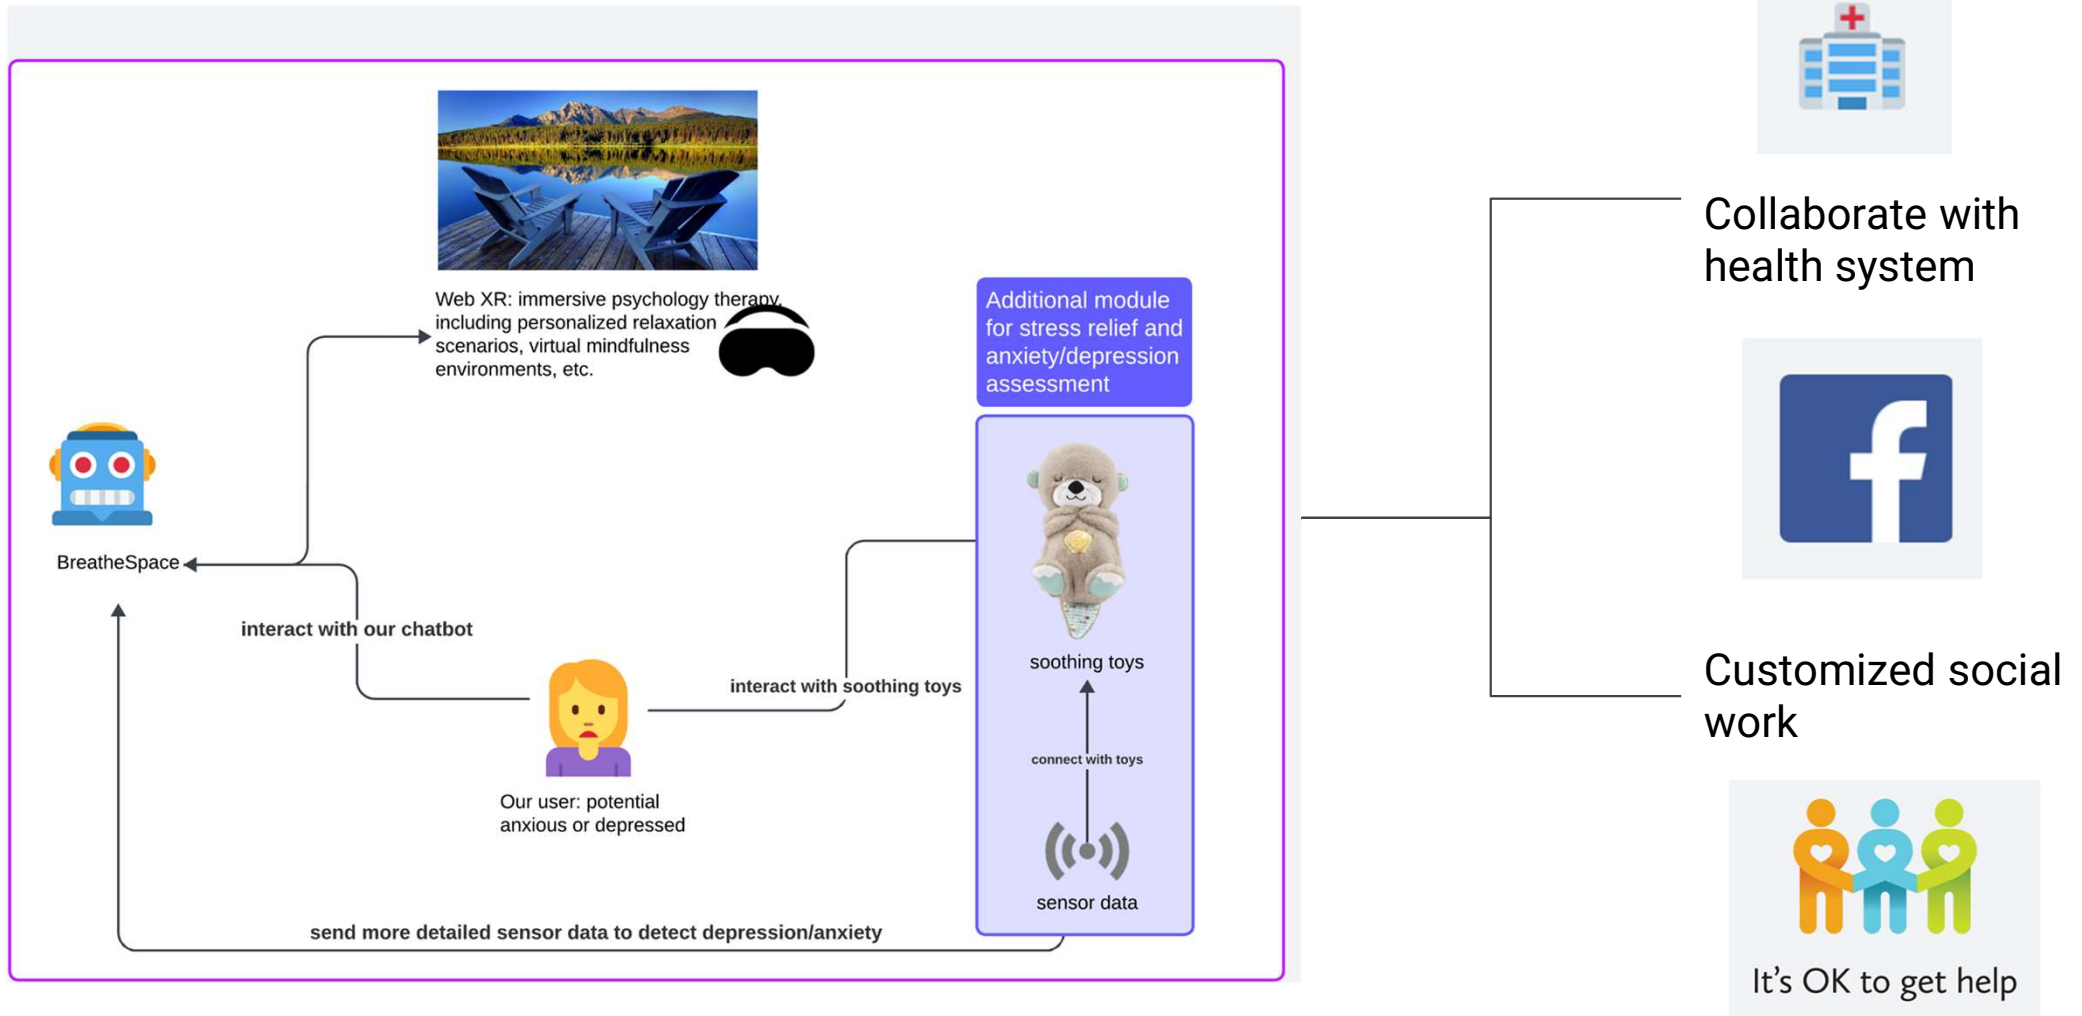 Web XR: immersive psychology therapy,
including personalized relaxation
scenarios, virtual mindfulness
environments, etc.
Additional module
for stress relief and
anxiety/depression
assessment
BreatheSpace
interact with our chatbot
interact with soothing toys
soothing toys
connect with toys
sensor data
Our user: potential
anxious or depressed
send more detailed sensor data to detect depression/anxiety
Collaborate with
health system
f
Customized social
work
It's OK to get help